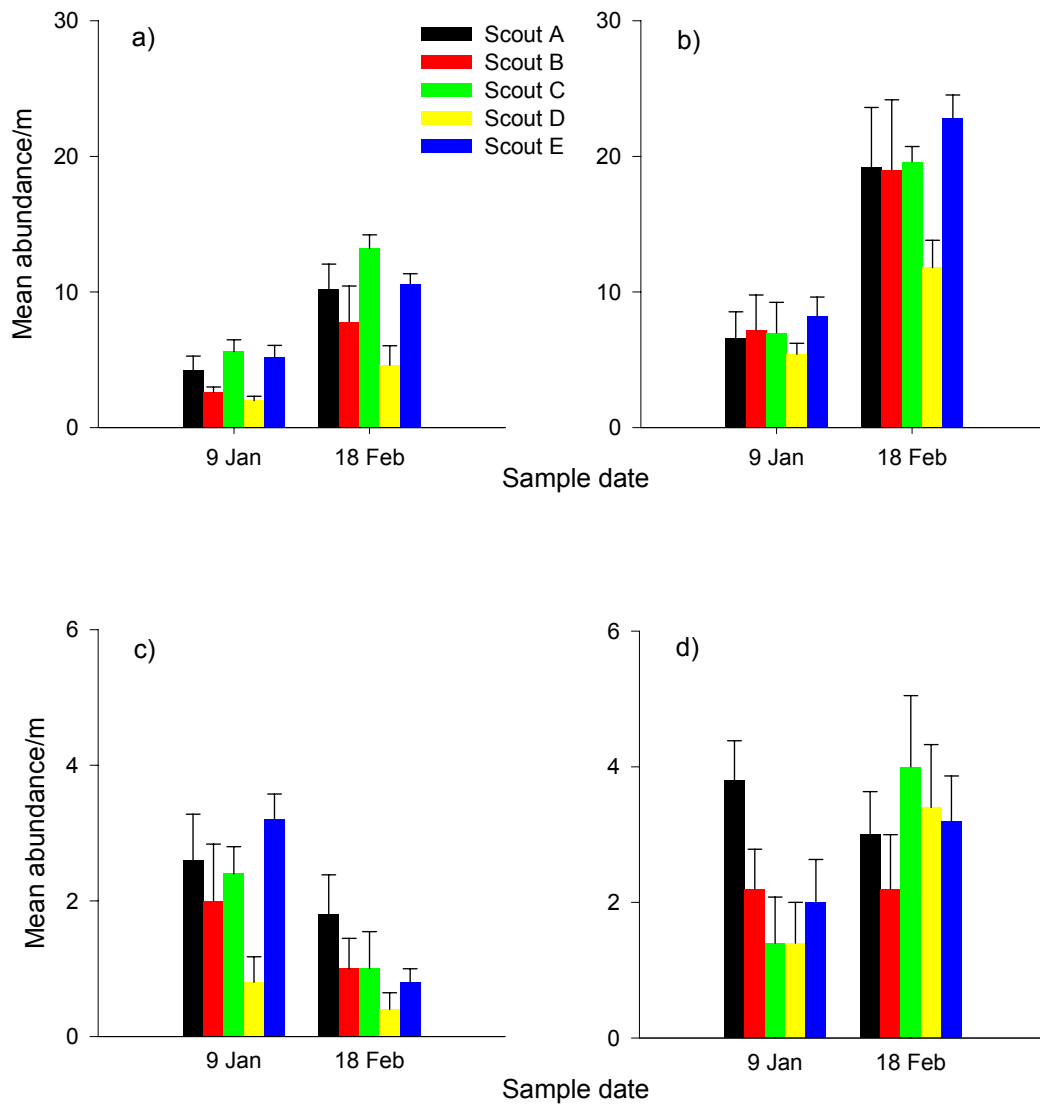 a)
30
20
10
0
Mean abundance/m
9 Jan
18 Feb
Scout A
Scout B
Scout C
Scout D
Scout E
b)
30
20
10
0
9 Jan
18 Feb
Sample date
c)
6
4
2
0
Mean abundance/m
9 Jan
18 Feb
d)
6
4
2
0
9 Jan
18 Feb
Sample date